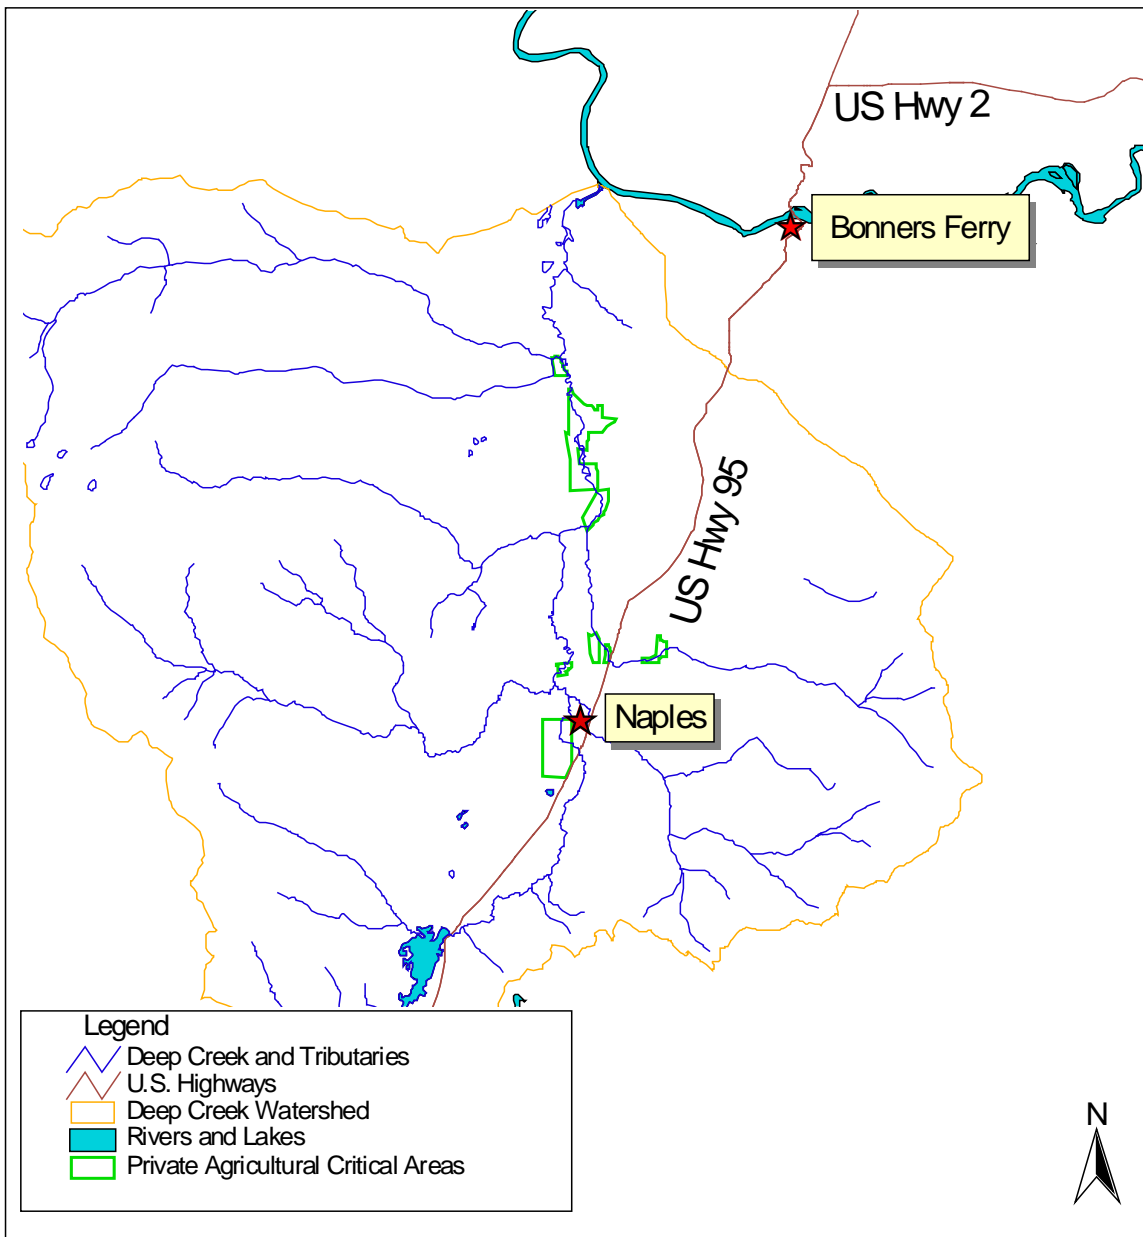 US Hwy 2
Bonners Ferry
US Hwy 95
Naples
Legend
Deep Creek and Tributaries
U.S. Highways
Deep Creek Watershed
Rivers and Lakes
Private Agricultural Critical Areas
N